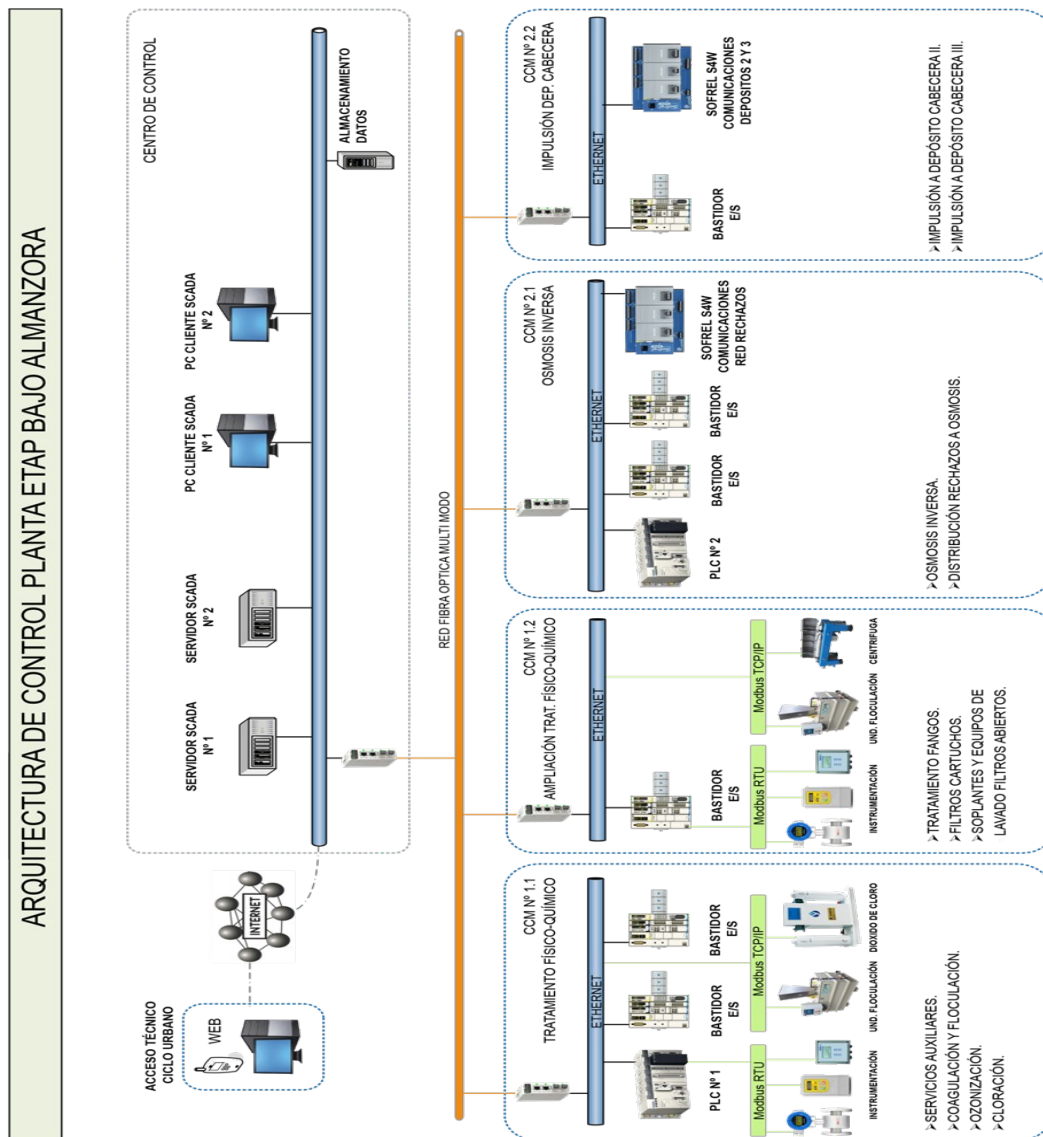 ARQUITECTURA DE CONTROL PLANTA ETAP BAJO ALMANZORA
ACCESO TÉCNICO
CICLO URBANO
WEB
INTERNET
CENTRO DE CONTROL
SERVIDOR SCADA
Nº 1
SERVIDOR SCADA
Nº 2
PC CLIENTE SCADA
Nº 1
PC CLIENTE SCADA
Nº 2
ALMACENAMIENTO
DATOS
RED FIBRA OPTICA MULTI MODO
CCM Nº 1.1
TRATAMIENTO FÍSICO-QUÍMICO
ETHERNET
PLC Nº 1
BASTIDOR
E/S
BASTIDOR
E/S
Modbus RTU
Modbus TCP/IP
INSTRUMENTACIÓN
UND. FLOCULACIÓN
DIOXIDO DE CLORO
➢SERVICIOS AUXILIARES.
➢COAGULACIÓN Y FLOCULACIÓN.
➢OZONIZACIÓN.
➢CLORACIÓN.
CCM Nº 1.2
AMPLIACIÓN TRAT. FÍSICO-QUÍMICO
ETHERNET
BASTIDOR
E/S
Modbus RTU
Modbus TCP/IP
INSTRUMENTACIÓN
UND. FLOCULACIÓN
CENTRIFUGA
➢TRATAMIENTO FANGOS.
➢FILTROS CARTUCHOS.
➢SOPLANTES Y EQUIPOS DE
LAVADO FILTROS ABIERTOS.
CCM Nº 2.1
OSMOSIS INVERSA
ETHERNET
PLC Nº 2
BASTIDOR
E/S
BASTIDOR
E/S
SOFREL S4W
COMUNICACIONES
RED RECHAZOS
➢OSMOSIS INVERSA.
➢DISTRIBUCIÓN RECHAZOS A OSMOSIS.
CCM Nº 2.2
IMPULSIÓN DEP. CABECERA
ETHERNET
BASTIDOR
E/S
SOFREL S4W
COMUNICACIONES
DEPOSITOS 2 Y 3
➢IMPULSIÓN A DEPÓSITO CABECERA II.
➢IMPULSIÓN A DEPÓSITO CABECERA III.